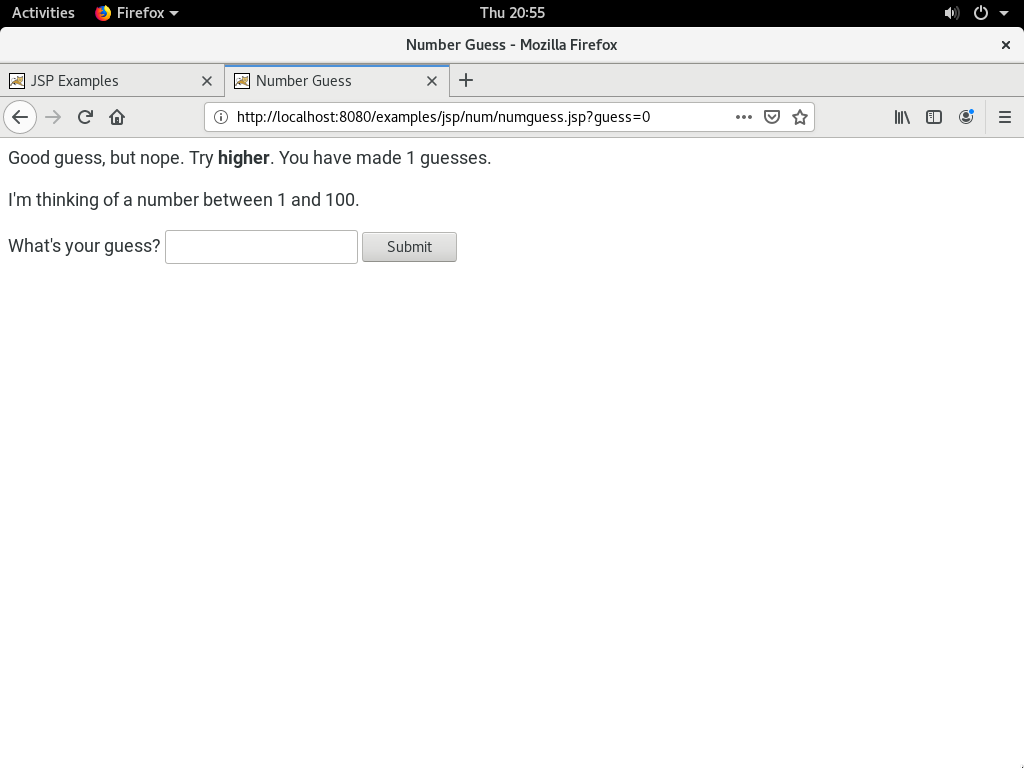 Activities Firefox Thu 20:55
Number Guess - Mozilla Firefox
JSP Examples Number Guess
http://localhost:8080/examples/jsp/num/numguess.jsp?guess=0
Good guess, but nope. Try higher. You have made 1 guesses.
I'm thinking of a number between 1 and 100.
What's your guess? Submit